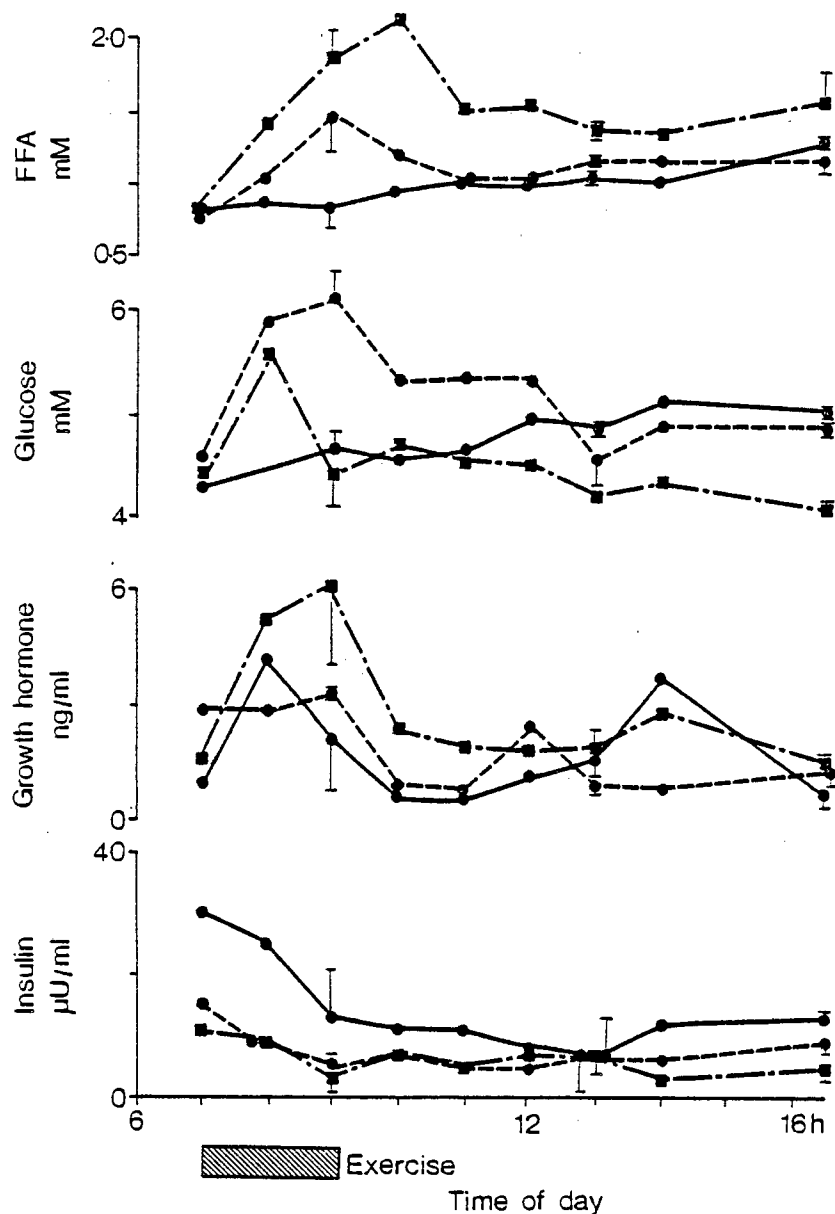 2·0
FFA
mM
0·5
6
Glucose
mM
4
6
Growth hormone
ng/ml
0
40
Insulin
µU/ml
0
6 12 16h
Exercise
Time of day